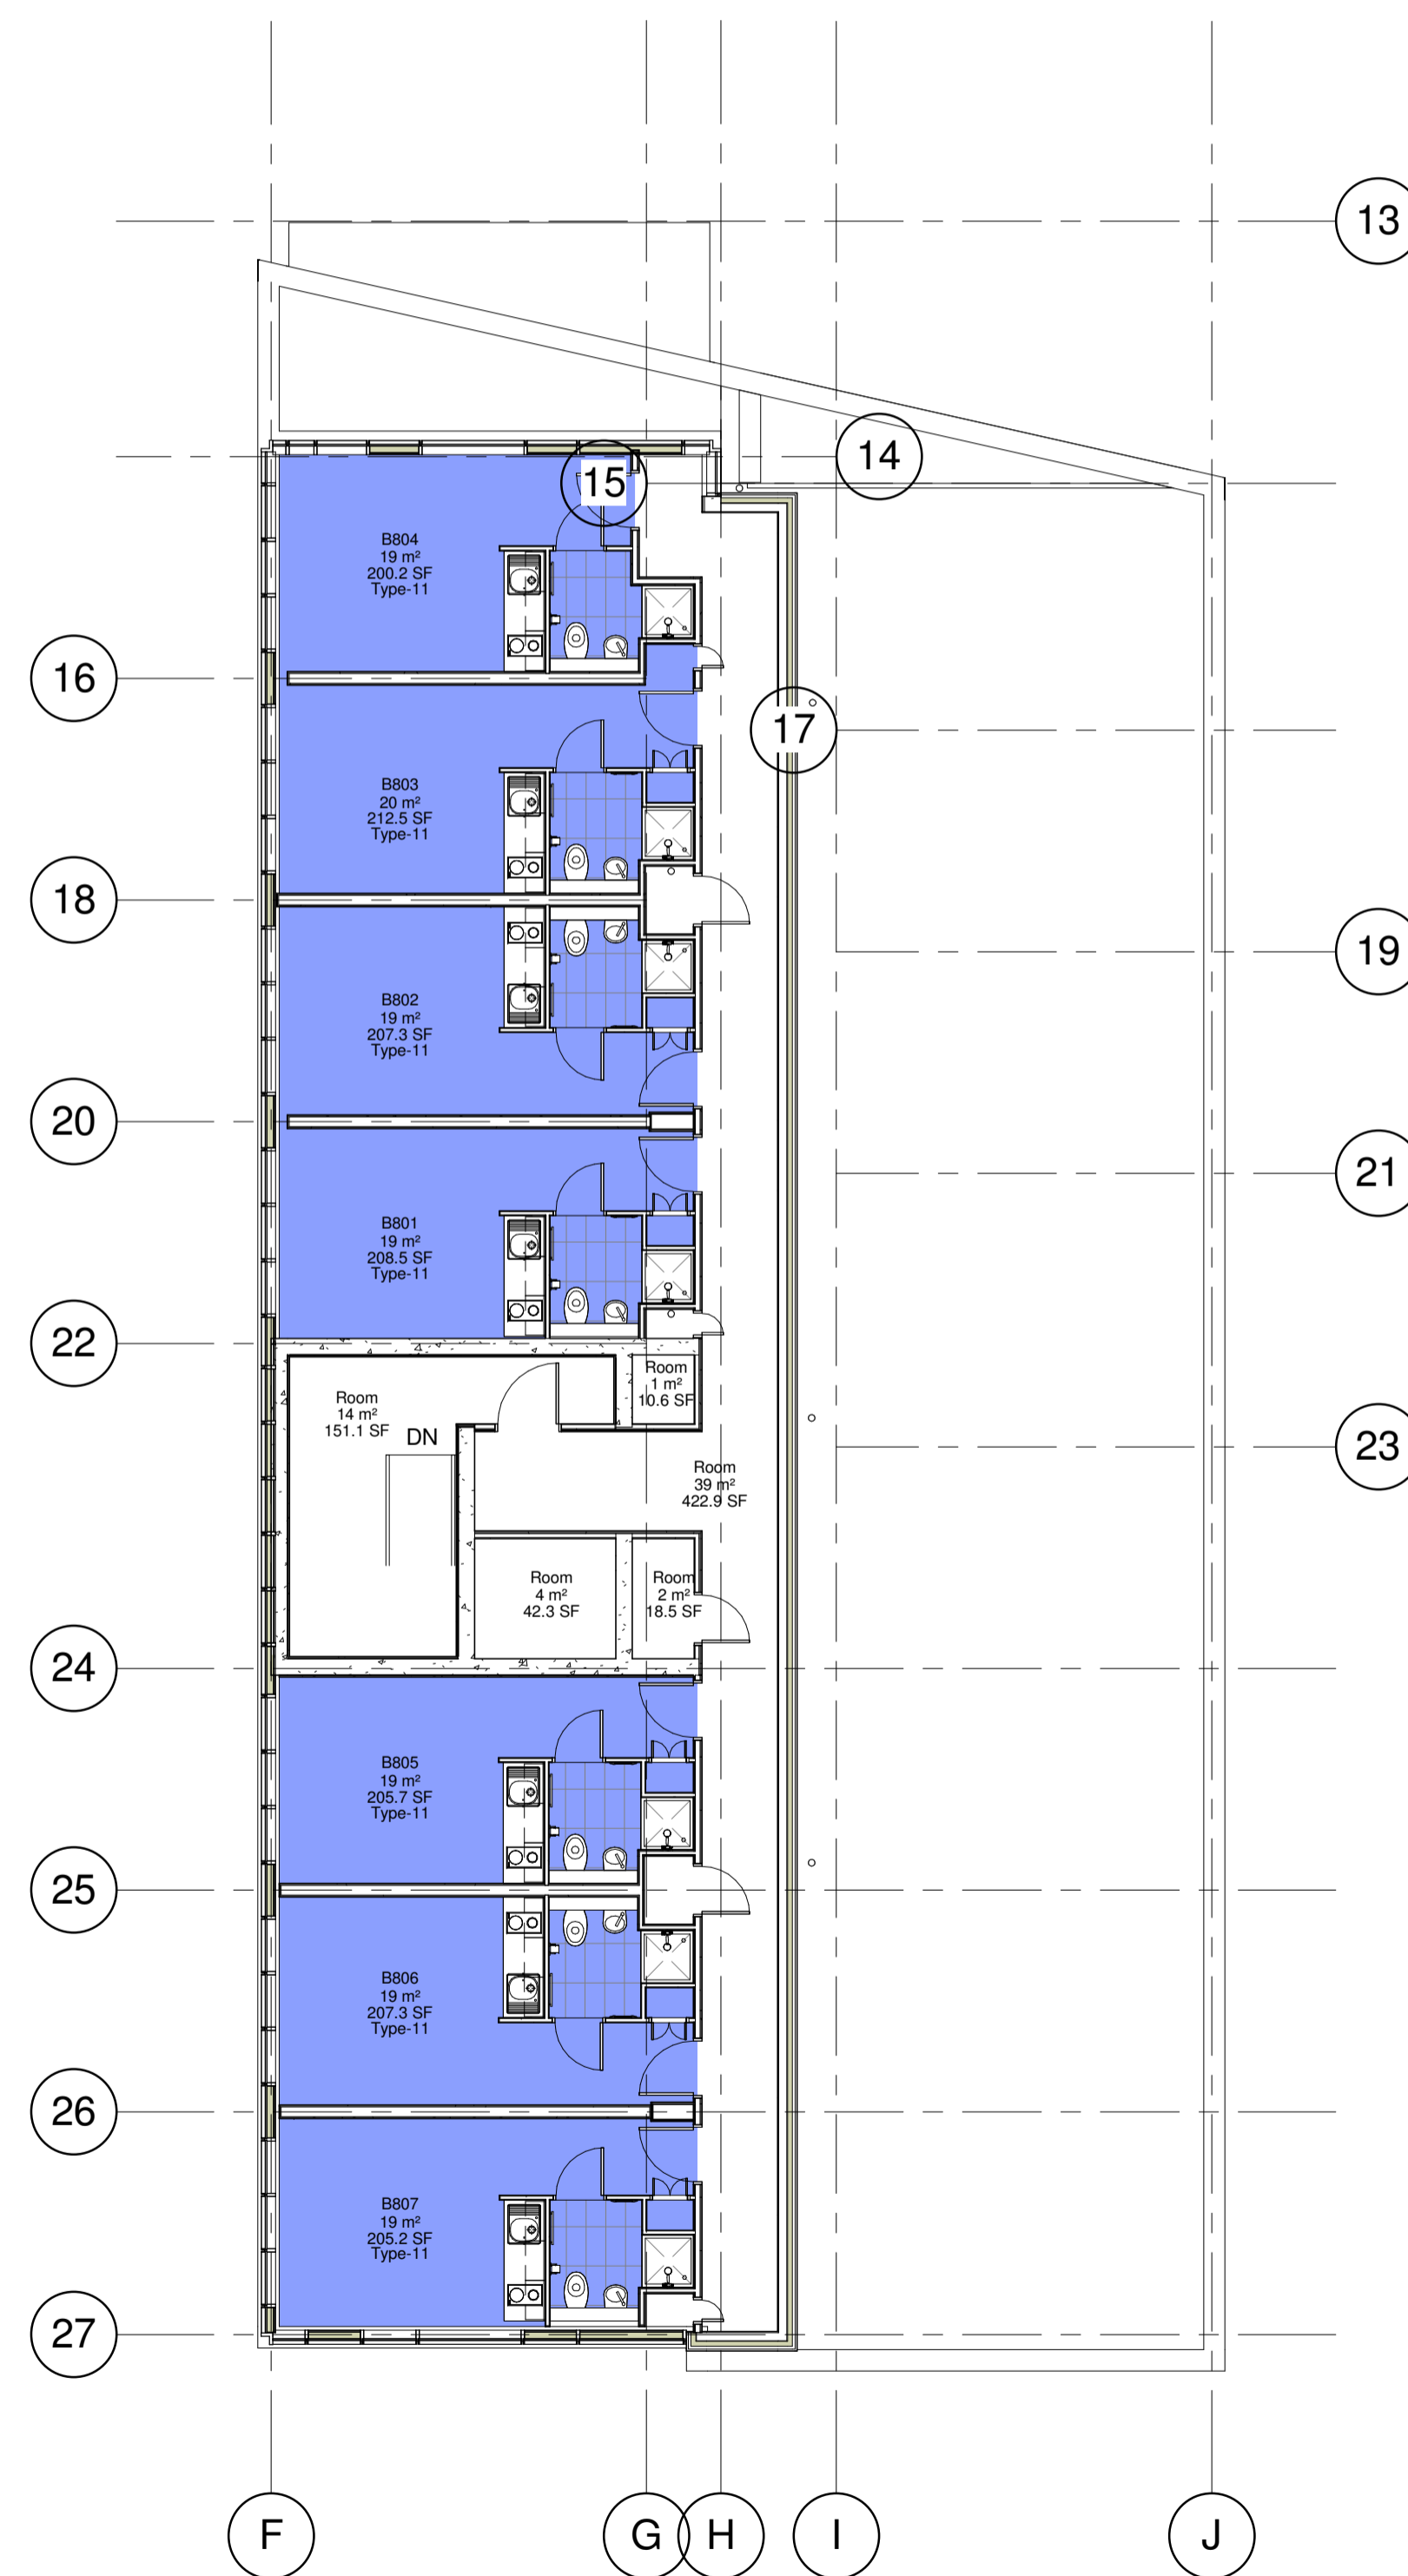 13
14
15
B804
19 m²
200.2 SF
Type-11
16
17
B803
20 m²
212.5 SF
Type-11
18
19
B802
19 m²
207.3 SF
Type-11
20
21
B801
19 m²
208.5 SF
Type-11
22
Room
1 m²
10.6 SF
Room
14 m²
151.1 SF
DN
23
Room
39 m²
422.9 SF
Room
4 m²
42.3 SF
Room
2 m²
18.5 SF
24
B805
19 m²
205.7 SF
Type-11
25
B806
19 m²
207.3 SF
Type-11
26
B807
19 m²
205.2 SF
Type-11
27
F
G
H
I
J